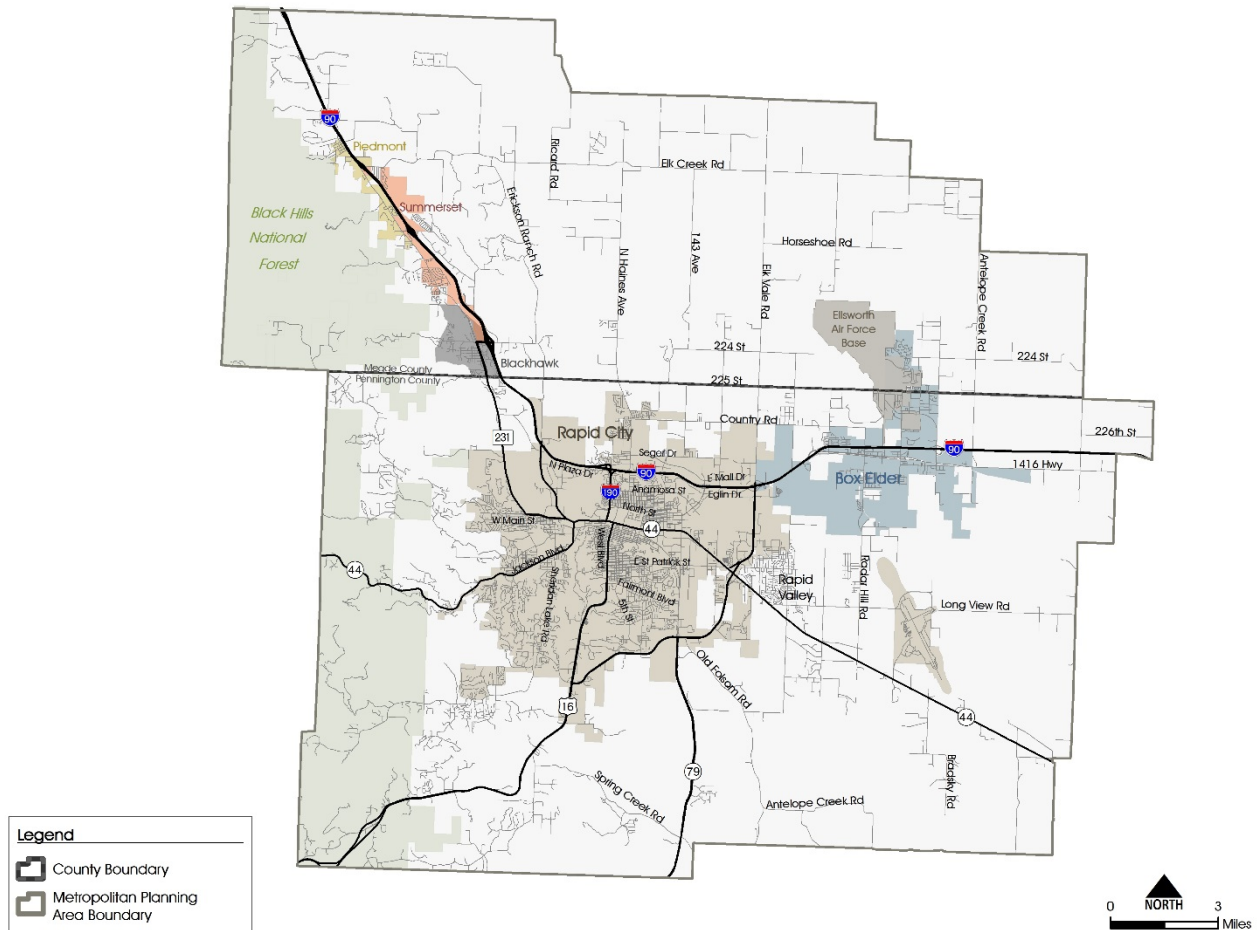 90
Piedmont
Ricard Rd
Elk Creek Rd
Summerset
Erickson Ranch Rd
Black Hills
National
Forest
N Haines Ave
143 Ave
Horseshoe Rd
Elk Vale Rd
Antelope Creek Rd
Ellsworth
Air Force
Base
224 St
224 St
Blackhawk
Meade County
Pennington County
225 St
Country Rd
226th St
Rapid City
231
Seger Dr
90
N Plaza Dr
90
E Mall Dr
1416 Hwy
190
Anamosa St
Eglin Dr
Box Elder
North St
W Main St
44
West Blvd
44
Jackson Blvd
E St Patrick St
Rapid
Valley
Sheridan Lake Rd
Fairmont Blvd
5th St
Radar Hill Rd
Long View Rd
Old Folsom Rd
16
44
79
Spring Creek Rd
Bradsky Rd
Antelope Creek Rd
Legend
County Boundary
Metropolitan Planning
Area Boundary
NORTH
0 3
Miles